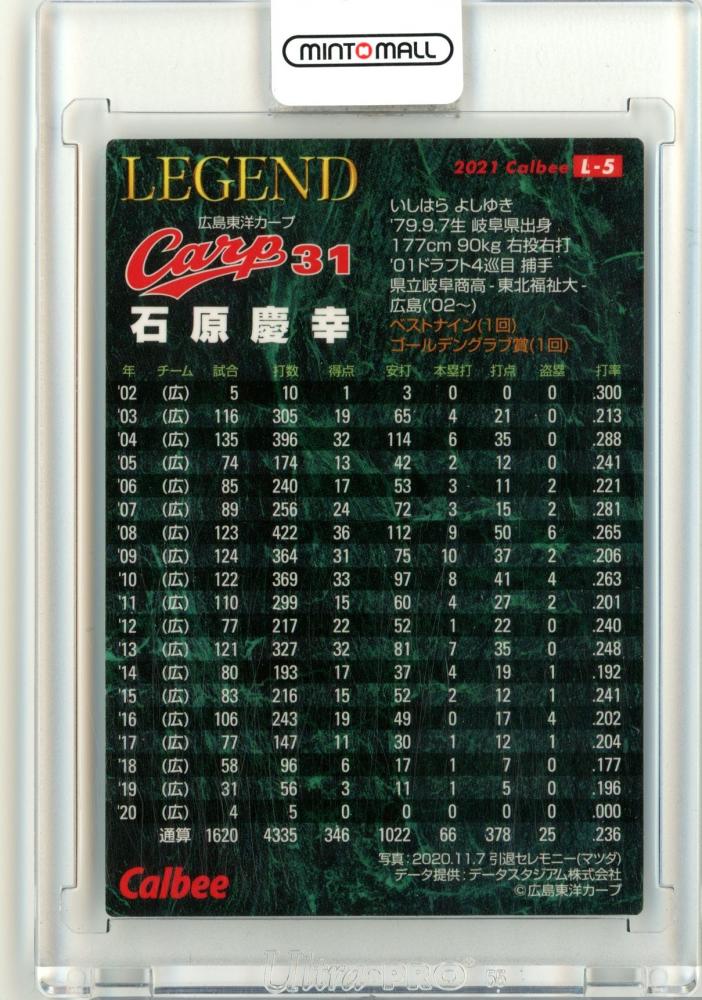 MINT MALL
LEGEND
2021 Calbee L-5
広島東洋カープ
Carp 31
石原慶幸
いしはら よしゆき
'79.9.7生 岐阜県出身
177cm 90kg 右投右打
'01ドラフト4巡目 捕手
県立岐阜商高-東北福祉大-
広島('02～)
ベストナイン(1回)
ゴールデングラブ賞(1回)
年 チーム 試合 打数 得点 安打 本塁打 打点 盗塁 打率
'02 (広) 5 10 1 3 0 0 0 .300
'03 (広) 116 305 19 65 4 21 0 .213
'04 (広) 135 396 32 114 6 35 0 .288
'05 (広) 74 174 13 42 2 12 0 .241
'06 (広) 85 240 17 53 3 11 2 .221
'07 (広) 89 256 24 72 3 15 2 .281
'08 (広) 123 422 36 112 9 50 6 .265
'09 (広) 124 364 31 75 10 37 2 .206
'10 (広) 122 369 33 97 8 41 4 .263
'11 (広) 110 299 15 60 4 27 2 .201
'12 (広) 77 217 22 52 1 22 0 .240
'13 (広) 121 327 32 81 7 35 0 .248
'14 (広) 80 193 17 37 4 19 1 .192
'15 (広) 83 216 15 52 2 12 1 .241
'16 (広) 106 243 19 49 0 17 4 .202
'17 (広) 77 147 11 30 1 12 1 .204
'18 (広) 58 96 6 17 1 7 0 .177
'19 (広) 31 56 3 11 1 5 0 .196
'20 (広) 4 5 0 0 0 0 0 .000
通算 1620 4335 346 1022 66 378 25 .236
写真:2020.11.7 引退セレモニー(マツダ)
データ提供:データスタジアム株式会社
©広島東洋カープ
Calbee
Ultra·PRO® 55